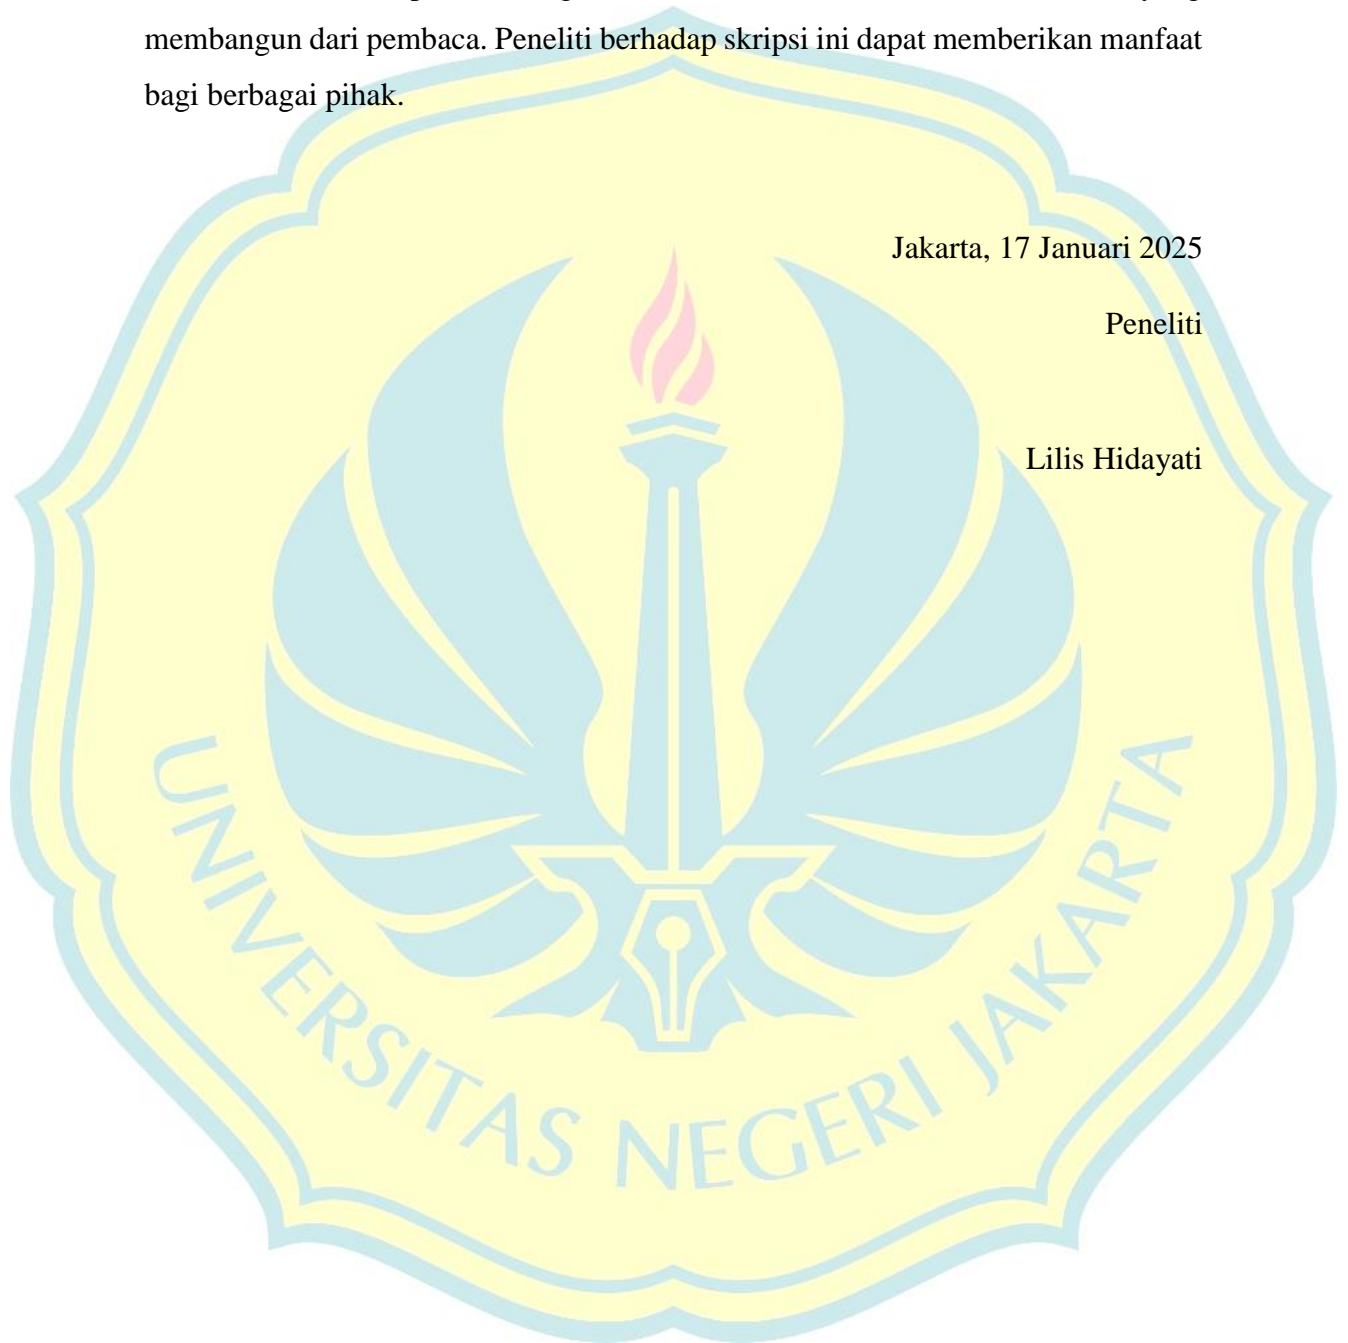 membangun dari pembaca. Peneliti berhadap skripsi ini dapat memberikan manfaat
bagi berbagai pihak.
Jakarta, 17 Januari 2025
Peneliti
Lilis Hidayati
UNIVERSITAS NEGERI JAKARTA